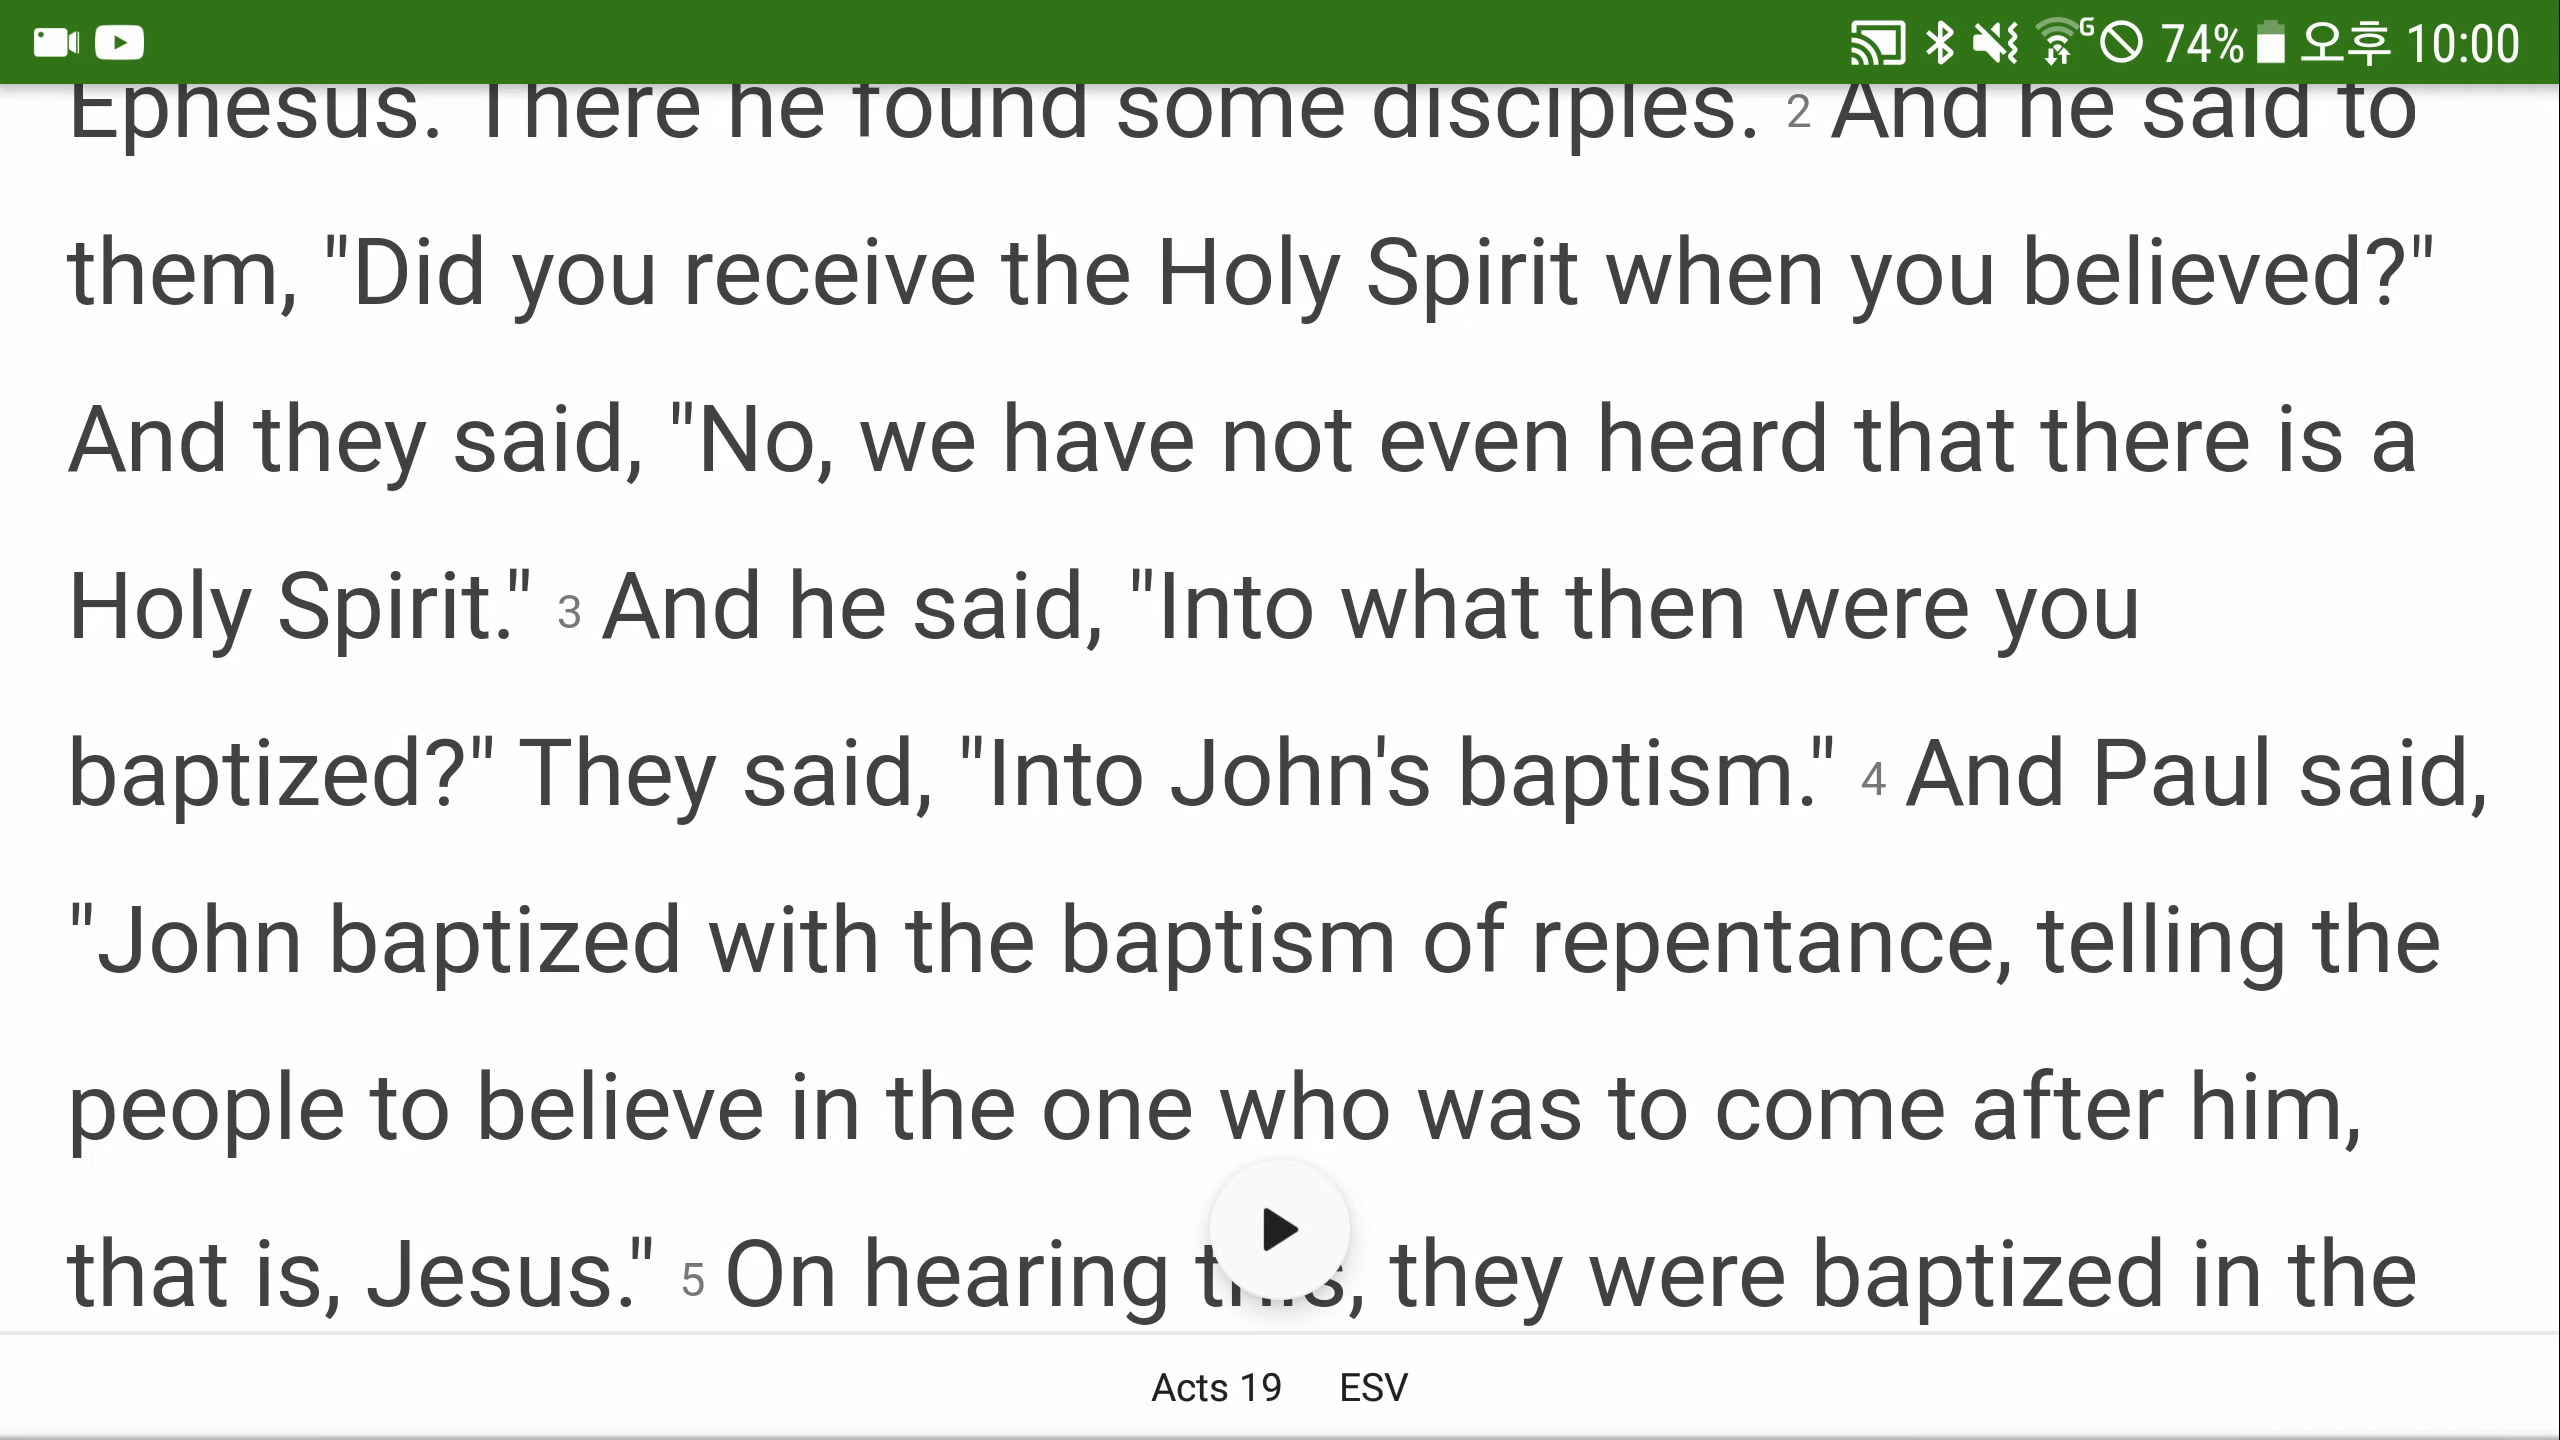 G 74% 오후 10:00
Ephesus. There he found some disciples. 2 And he said to
them, "Did you receive the Holy Spirit when you believed?"
And they said, "No, we have not even heard that there is a
Holy Spirit." 3 And he said, "Into what then were you
baptized?" They said, "Into John's baptism." 4 And Paul said,
"John baptized with the baptism of repentance, telling the
people to believe in the one who was to come after him,
that is, Jesus." 5 On hearing this, they were baptized in the
Acts 19 ESV